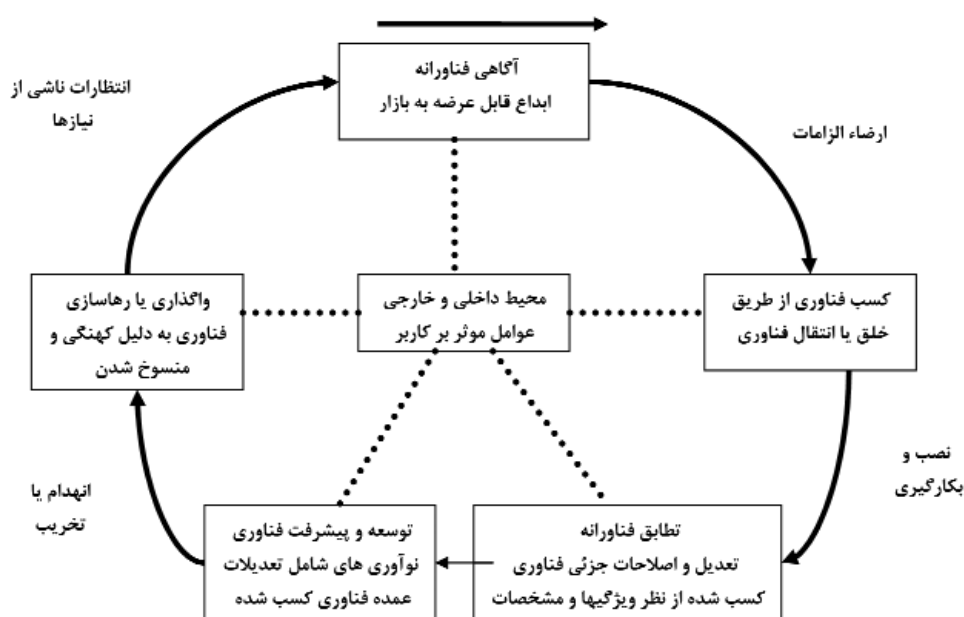 آگاهی فناورانه
ابداع قابل عرضه به بازار
ارضاء الزامات
کسب فناوری از طریق
خلق یا انتقال فناوری
نصب و
بکارگیری
تطابق فناورانه
تعدیل و اصلاحات جزئی فناوری
کسب شده از نظر ویژگیها و مشخصات
توسعه و پیشرفت فناوری
نوآوری های شامل تعدیلات
عمده فناوری کسب شده
انهدام یا
تخریب
واگذاری یا رهاسازی
فناوری به دلیل کهنگی و
منسوخ شدن
انتظارات ناشی از
نیازها
محیط داخلی و خارجی
عوامل موثر بر کاربر